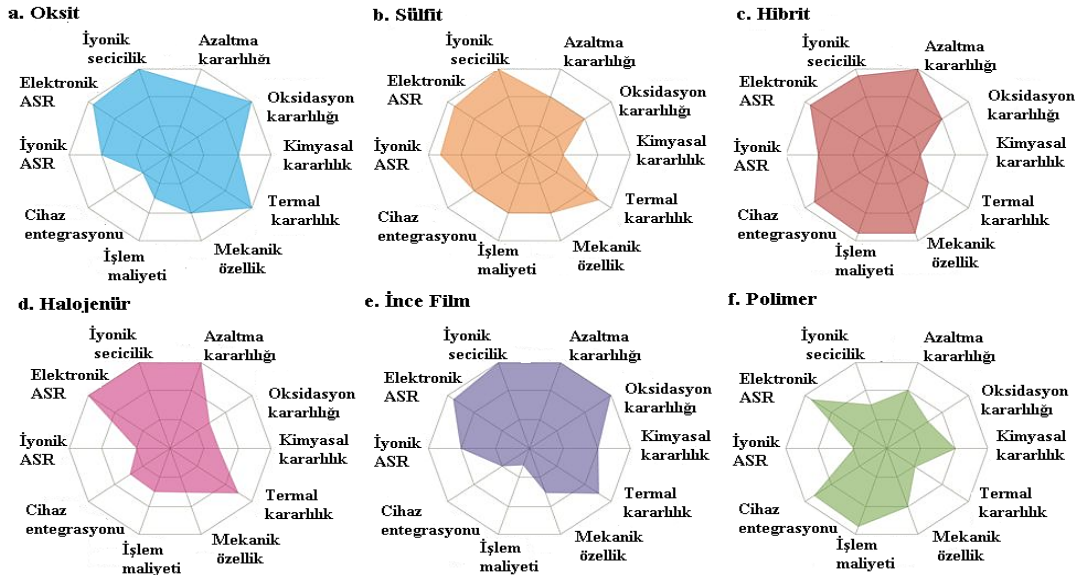 a. Oksit
İyonik
secicilik
Azaltma
kararlılığı
Elektronik
ASR
Oksidasyon
kararlılığı
İyonik
ASR
Kimyasal
kararlılık
Cihaz
entegrasyonu
Termal
kararlılık
İşlem
maliyeti
Mekanik
özellik
b. Sülfit
İyonik
secicilik
Azaltma
kararlılığı
Elektronik
ASR
Oksidasyon
kararlılığı
İyonik
ASR
Kimyasal
kararlılık
Cihaz
entegrasyonu
Termal
kararlılık
İşlem
maliyeti
Mekanik
özellik
c. Hibrit
İyonik
secicilik
Azaltma
kararlılığı
Elektronik
ASR
Oksidasyon
kararlılığı
İyonik
ASR
Kimyasal
kararlılık
Cihaz
entegrasyonu
Termal
kararlılık
İşlem
maliyeti
Mekanik
özellik
d. Halojenür
İyonik
secicilik
Azaltma
kararlılığı
Elektronik
ASR
Oksidasyon
kararlılığı
İyonik
ASR
Kimyasal
kararlılık
Cihaz
entegrasyonu
Termal
kararlılık
İşlem
maliyeti
Mekanik
özellik
e. İnce Film
İyonik
secicilik
Azaltma
kararlılığı
Elektronik
ASR
Oksidasyon
kararlılığı
İyonik
ASR
Kimyasal
kararlılık
Cihaz
entegrasyonu
Termal
kararlılık
İşlem
maliyeti
Mekanik
özellik
f. Polimer
İyonik
secicilik
Azaltma
kararlılığı
Elektronik
ASR
Oksidasyon
kararlılığı
İyonik
ASR
Kimyasal
kararlılık
Cihaz
entegrasyonu
Termal
kararlılık
İşlem
maliyeti
Mekanik
özellik